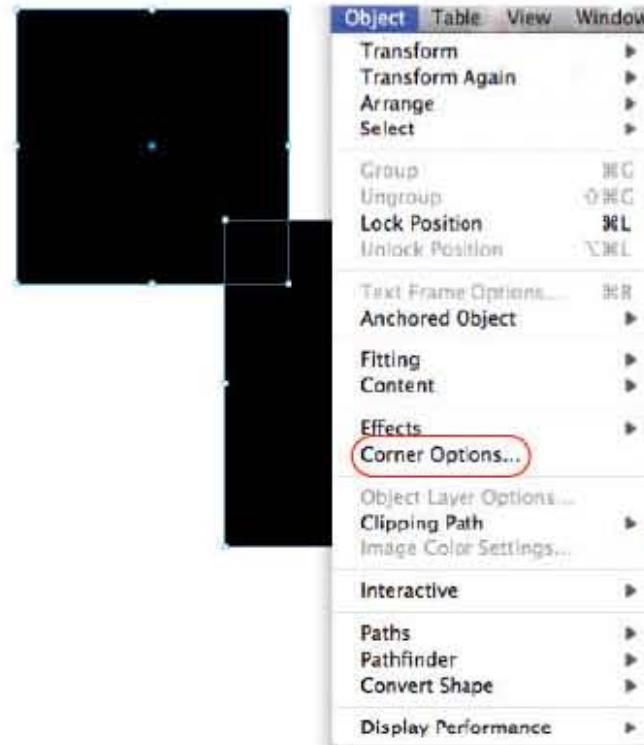 Object Table View Window
Transform
Transform Again
Arrange
Select
Group ⌘G
Ungroup ⇧⌘G
Lock Position ⌘L
Unlock Position ⌥⌘L
Text Frame Options... ⌘B
Anchored Object
Fitting
Content
Effects
Corner Options...
Object Layer Options...
Clipping Path
Image Color Settings...
Interactive
Paths
Pathfinder
Convert Shape
Display Performance